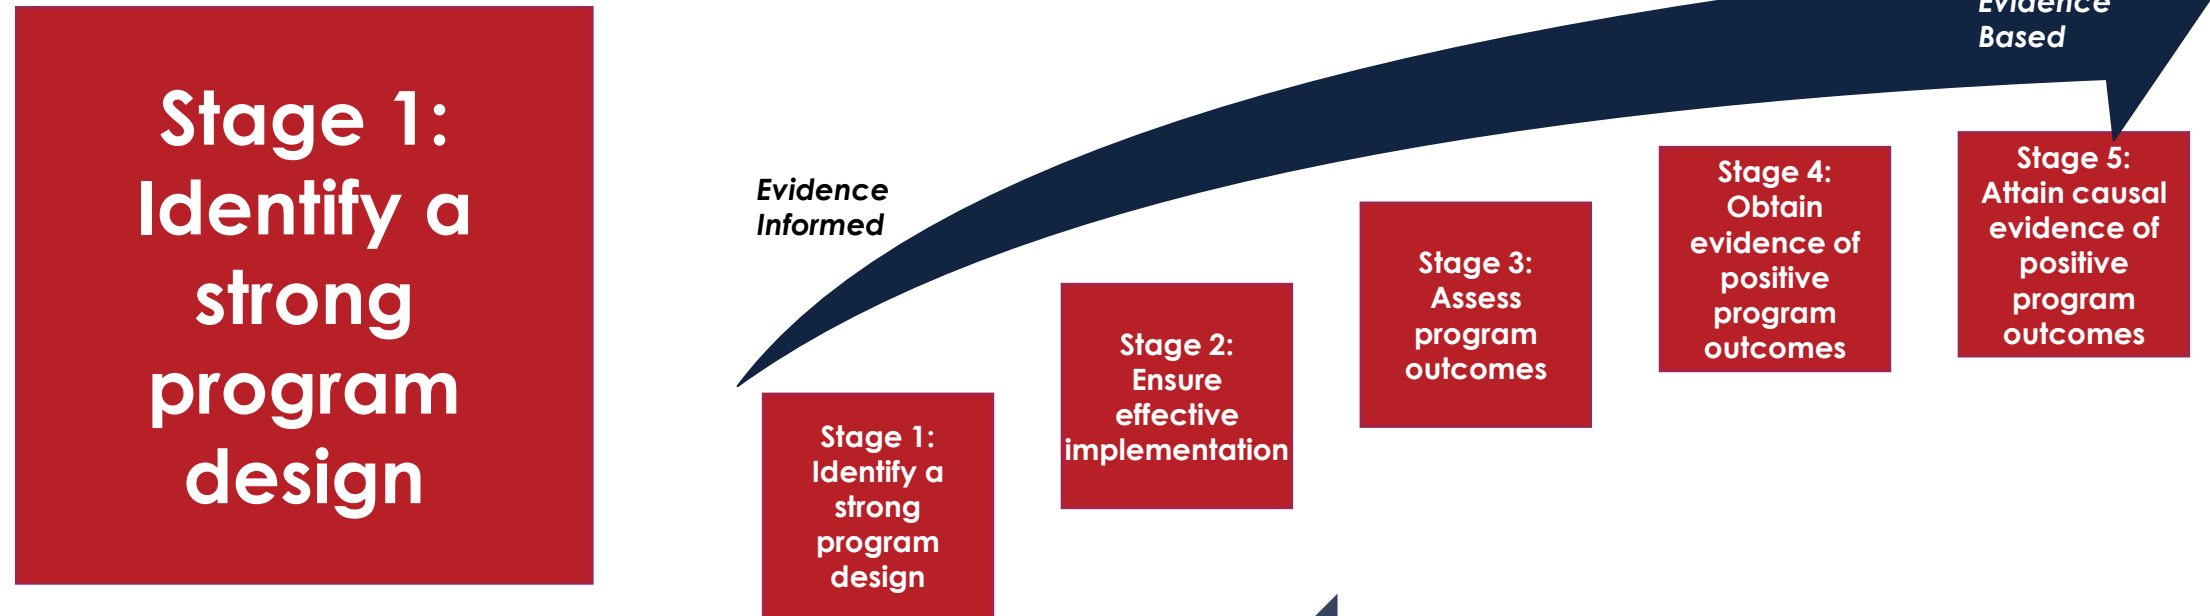 Stage 1:
Identify a
strong
program
design
Evidence
Based
Evidence
Informed
Stage 1:
Identify a
strong
program
design
Stage 2:
Ensure
effective
implementation
Stage 3:
Assess
program
outcomes
Stage 4:
Obtain
evidence of
positive
program
outcomes
Stage 5:
Attain causal
evidence of
positive
program
outcomes